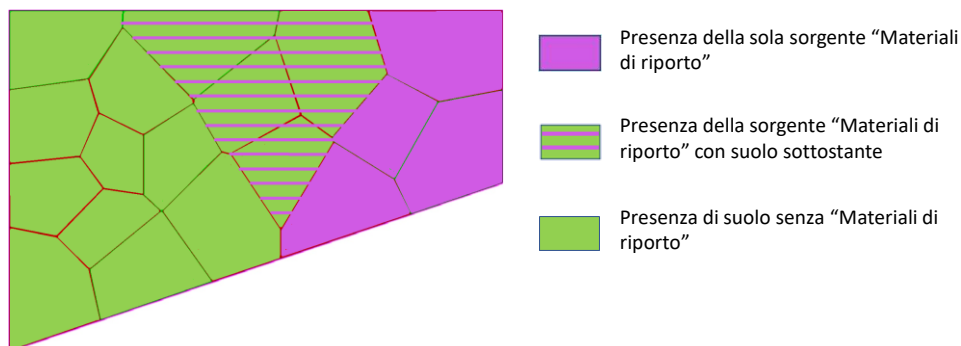 Presenza della sola sorgente “Materiali
di riporto”
Presenza della sorgente “Materiali di
riporto” con suolo sottostante
Presenza di suolo senza “Materiali di
riporto”